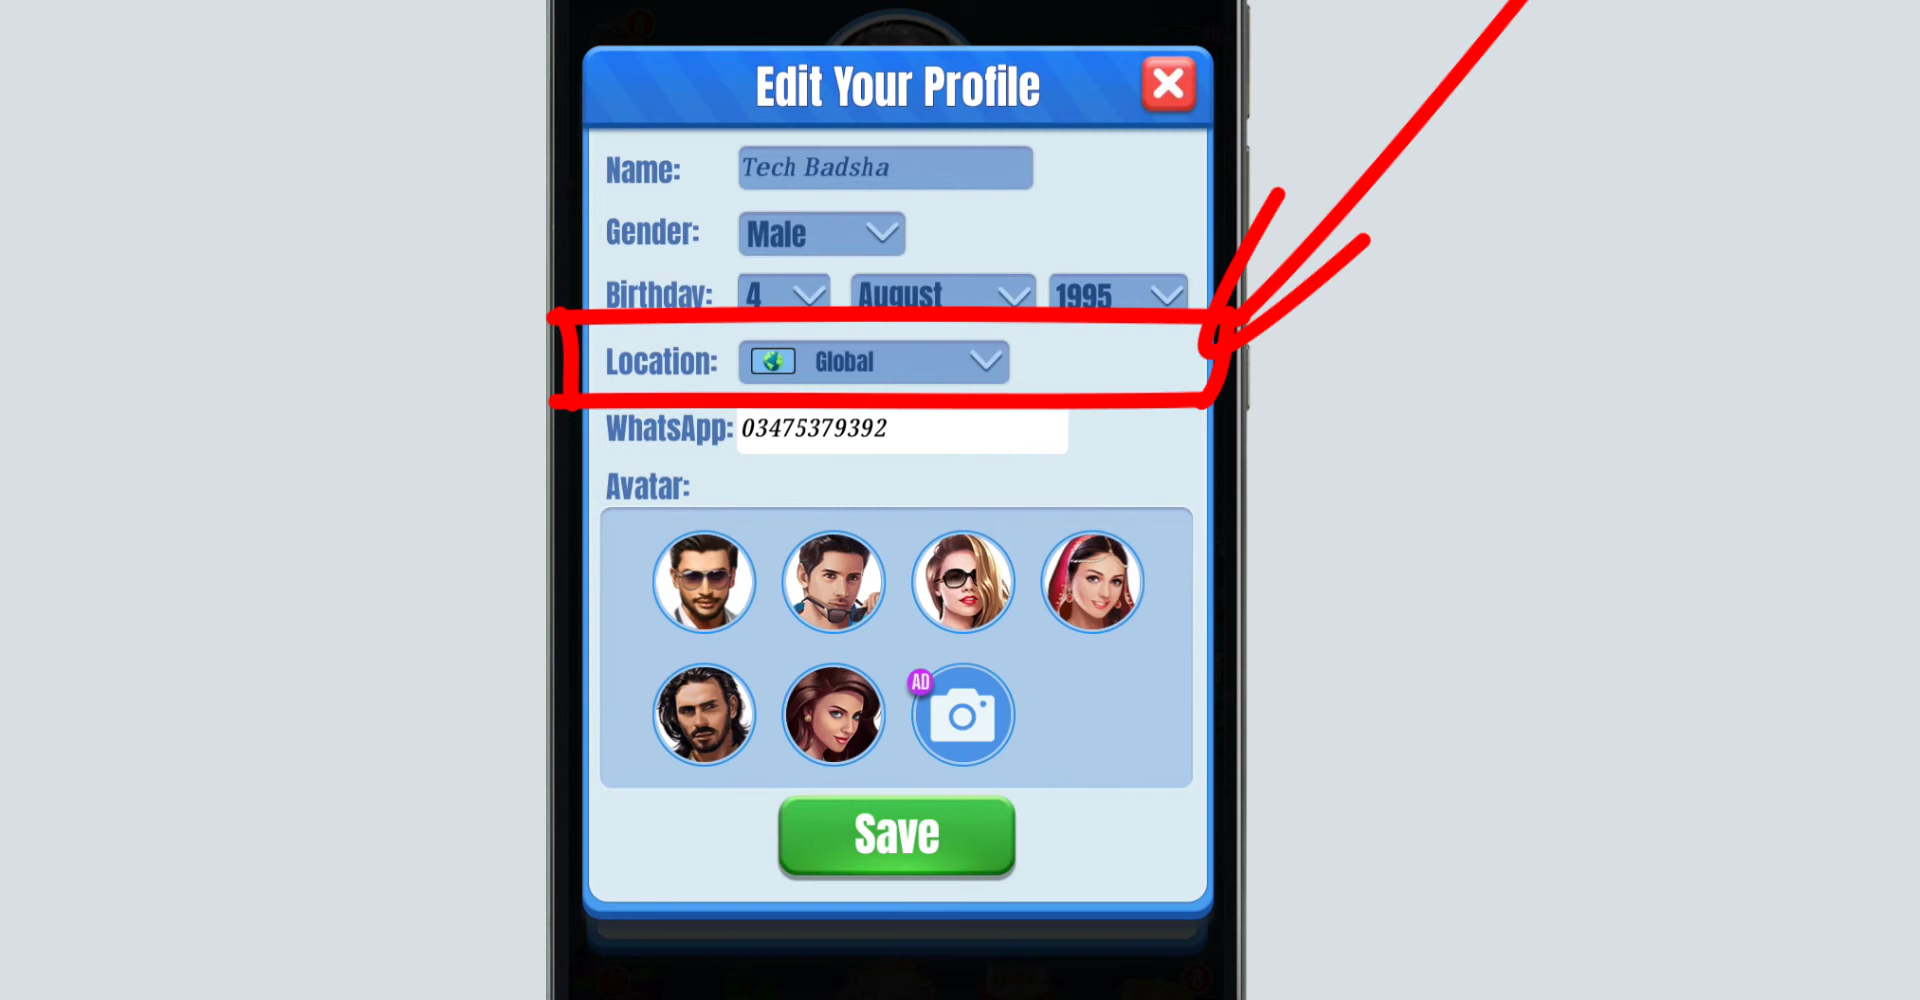 Edit Your Profile
Name: Tech Badsha
Gender: Male
Birthday: 4 August 1995
Location: Global
WhatsApp: 03475379392
Avatar:
AD
Save